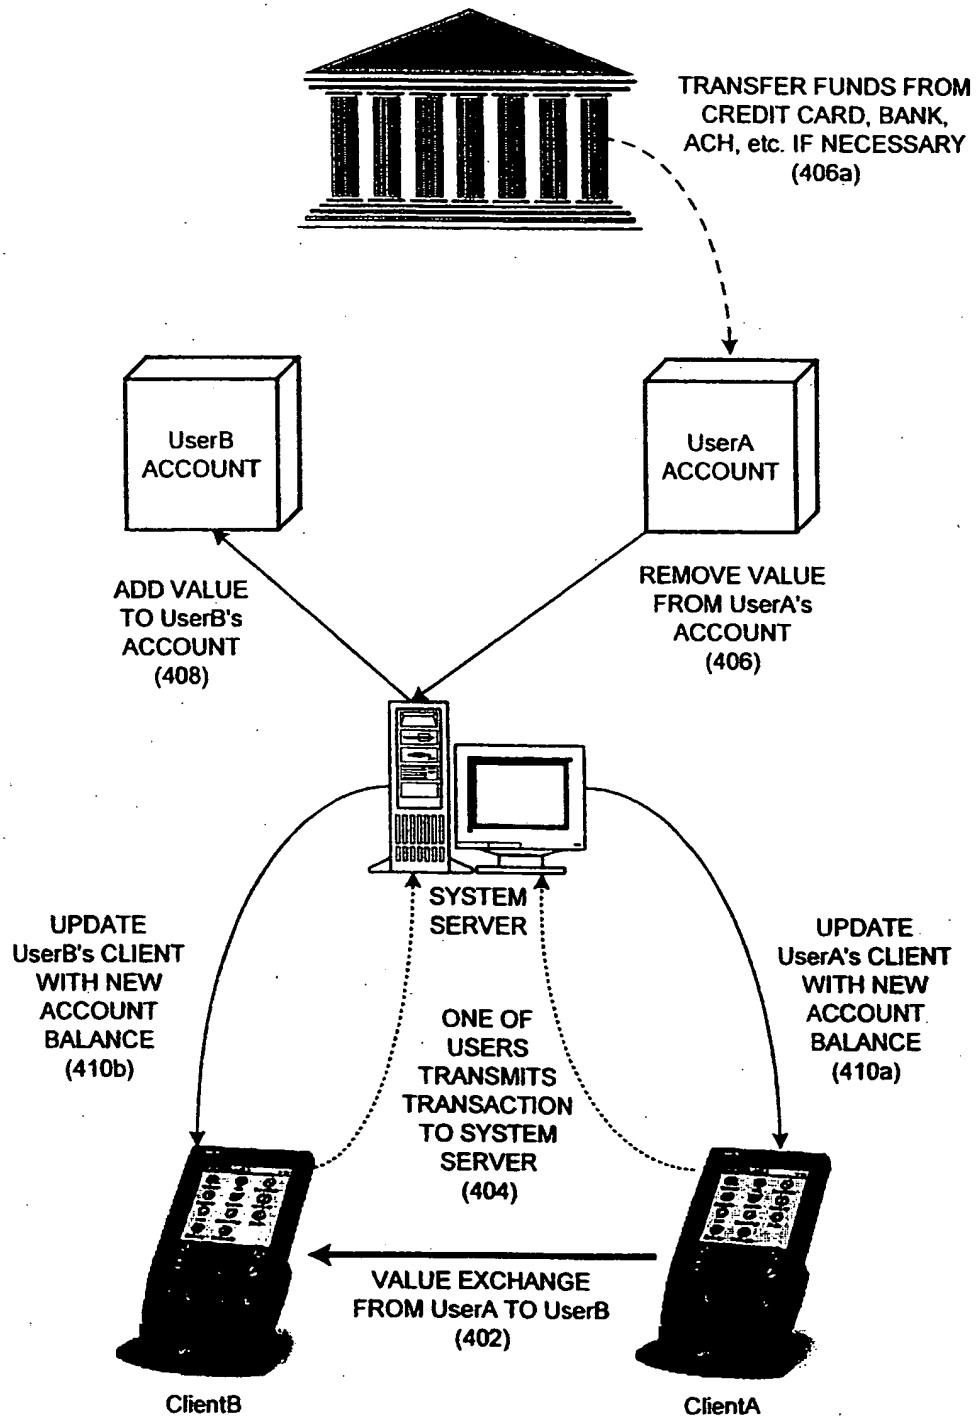 TRANSFER FUNDS FROM
CREDIT CARD, BANK,
ACH, etc. IF NECESSARY
(406a)
UserB
ACCOUNT
UserA
ACCOUNT
ADD VALUE
TO UserB's
ACCOUNT
(408)
REMOVE VALUE
FROM UserA's
ACCOUNT
(406)
SYSTEM
SERVER
UPDATE
UserB's CLIENT
WITH NEW
ACCOUNT
BALANCE
(410b)
ONE OF
USERS
TRANSMITS
TRANSACTION
TO SYSTEM
SERVER
(404)
UPDATE
UserA's CLIENT
WITH NEW
ACCOUNT
BALANCE
(410a)
VALUE EXCHANGE
FROM UserA TO UserB
(402)
ClientB
ClientA